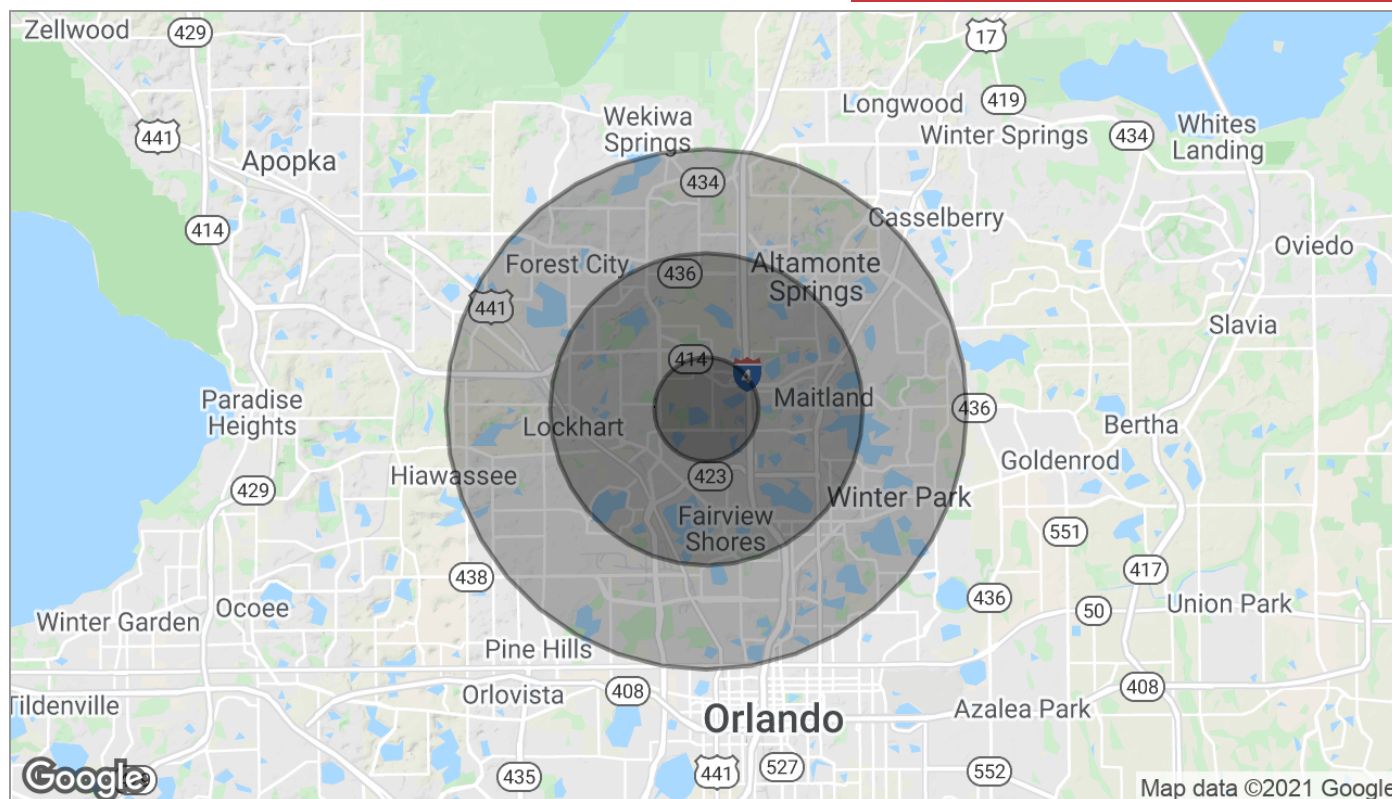 Zellwood
429
17
Longwood
419
Wekiwa
Springs
441
Winter Springs
434
Whites
Landing
Apopka
434
Casselberry
414
Oviedo
Forest City
436
Altamonte
Springs
441
Slavia
414
4
Paradise
Heights
Maitland
436
Lockhart
Bertha
Goldenrod
Hiawassee
423
429
Winter Park
Fairview
Shores
551
438
417
436
Ocoee
50
Union Park
Winter Garden
Pine Hills
408
Orlovista
408
Tildenville
Azalea Park
Orlando
Google
435
441
527
552
Map data ©2021 Google